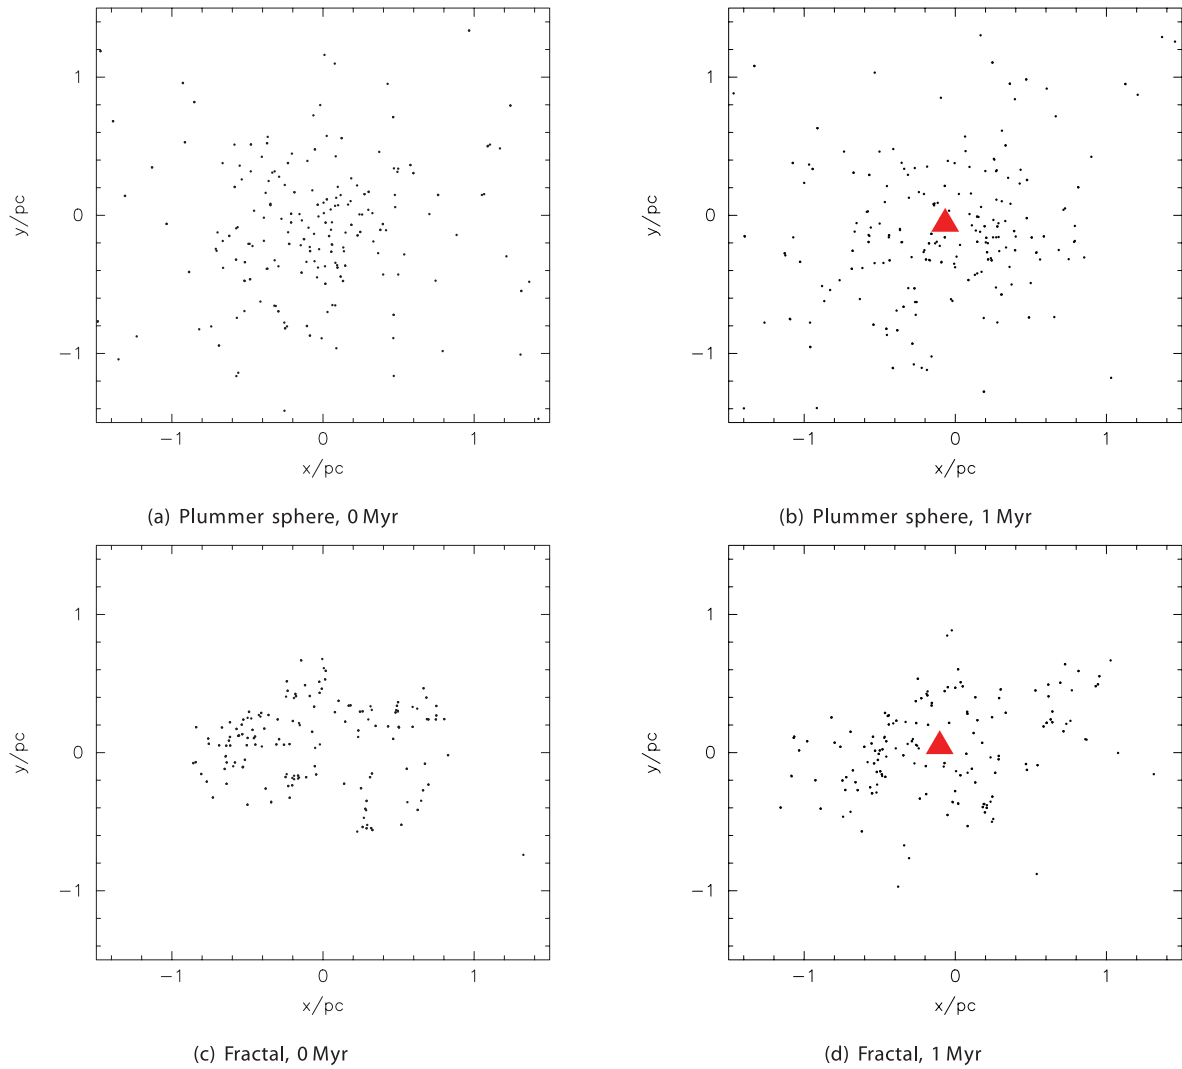 1
0
−1
y/pc
−1 0 1
x/pc
(a) Plummer sphere, 0 Myr
1
0
−1
y/pc
−1 0 1
x/pc
(b) Plummer sphere, 1 Myr
1
0
−1
y/pc
−1 0 1
x/pc
(c) Fractal, 0 Myr
1
0
−1
y/pc
−1 0 1
x/pc
(d) Fractal, 1 Myr